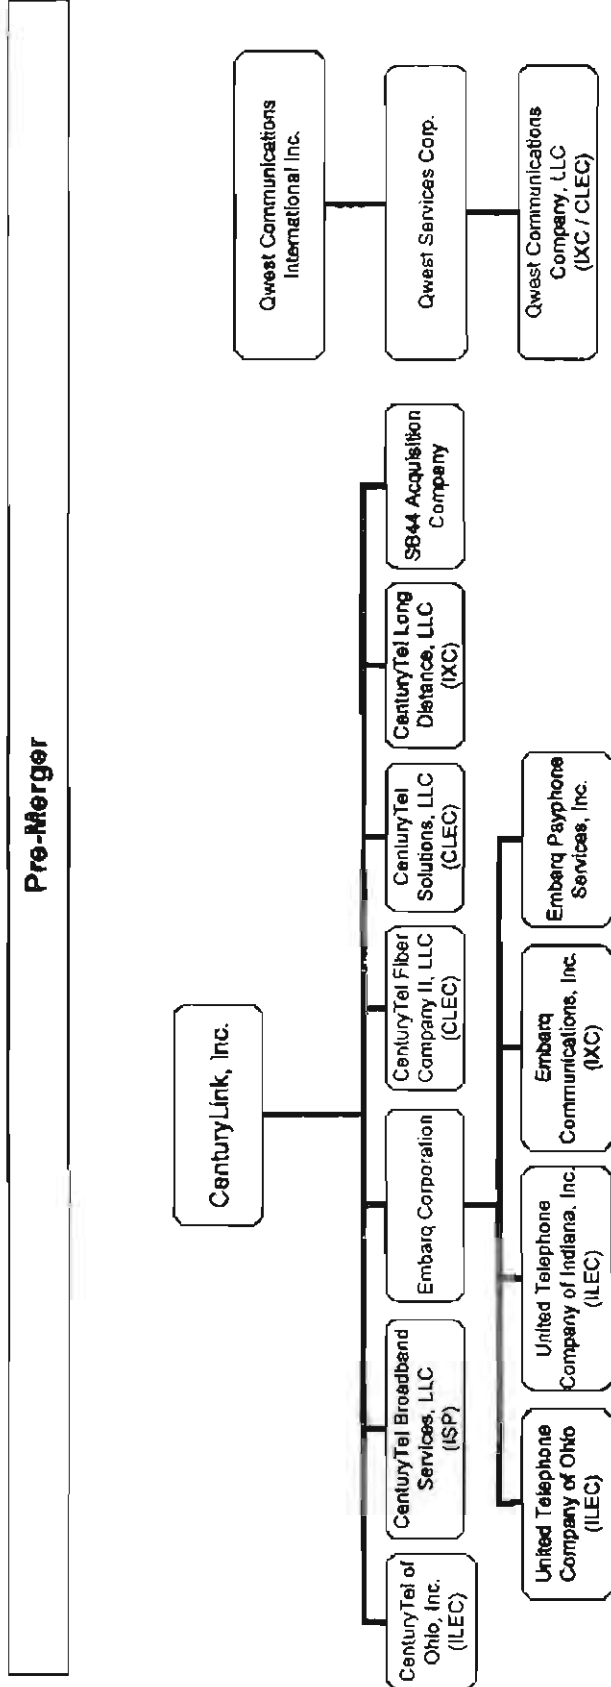 Pre-Merger
CenturyLink, Inc.
Qwest Communications
International Inc.
CenturyTel of
Ohio, Inc.
(ILEC)
CenturyTel Broadband
Services, LLC
(ISP)
Embarq Corporation
CenturyTel Fiber
Company II, LLC
(CLEC)
CenturyTel
Solutions, LLC
(CLEC)
CenturyTel Long
Distance, LLC
(IXC)
SB44 Acquisition
Company
Qwest Services Corp.
United Telephone
Company of Ohio
(ILEC)
United Telephone
Company of Indiana, Inc.
(ILEC)
Embarq
Communications, Inc.
(IXC)
Embarq Payphone
Services, Inc.
Qwest Communications
Company, LLC
(IXC / CLEC)